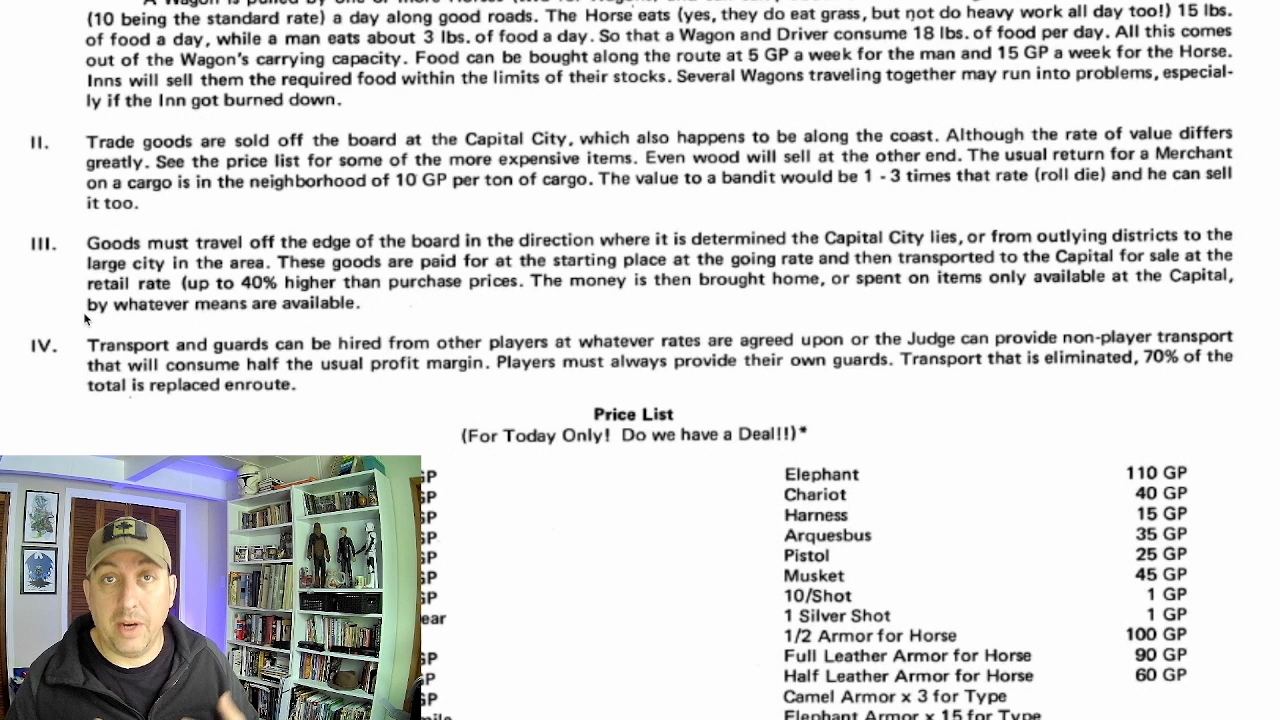 (10 being the standard rate) a day along good roads. The Horse eats (yes, they do eat grass, but not do heavy work all day too!) 15 lbs.
of food a day, while a man eats about 3 lbs. of food a day. So that a Wagon and Driver consume 18 lbs. of food per day. All this comes
out of the Wagon's carrying capacity. Food can be bought along the route at 5 GP a week for the man and 15 GP a week for the Horse.
Inns will sell them the required food within the limits of their stocks. Several Wagons traveling together may run into problems, especial-
ly if the Inn got burned down.
II. Trade goods are sold off the board at the Capital City, which also happens to be along the coast. Although the rate of value differs
greatly. See the price list for some of the more expensive items. Even wood will sell at the other end. The usual return for a Merchant
on a cargo is in the neighborhood of 10 GP per ton of cargo. The value to a bandit would be 1 - 3 times that rate (roll die) and he can sell
it too.
III. Goods must travel off the edge of the board in the direction where it is determined the Capital City lies, or from outlying districts to the
large city in the area. These goods are paid for at the starting place at the going rate and then transported to the Capital for sale at the
retail rate (up to 40% higher than purchase prices. The money is then brought home, or spent on items only available at the Capital,
by whatever means are available.
IV. Transport and guards can be hired from other players at whatever rates are agreed upon or the Judge can provide non-player transport
that will consume half the usual profit margin. Players must always provide their own guards. Transport that is eliminated, 70% of the
total is replaced enroute.
Price List
(For Today Only! Do we have a Deal!!)*
Elephant 110 GP
Chariot 40 GP
Harness 15 GP
Arquesbus 35 GP
Pistol 25 GP
Musket 45 GP
10/Shot 1 GP
1 Silver Shot 1 GP
1/2 Armor for Horse 100 GP
Full Leather Armor for Horse 90 GP
Half Leather Armor for Horse 60 GP
Camel Armor x 3 for Type
Elephant Armor x 15 for Type